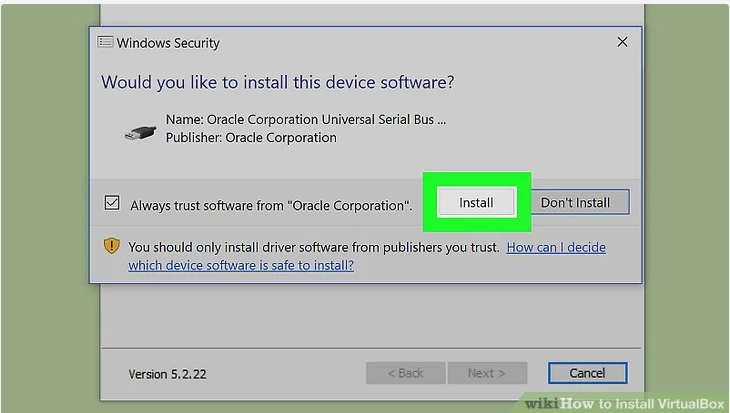 Windows Security
Would you like to install this device software?
Name: Oracle Corporation Universal Serial Bus ...
Publisher: Oracle Corporation
Always trust software from "Oracle Corporation".
Install
Don't Install
You should only install driver software from publishers you trust. How can I decide
which device software is safe to install?
Version 5.2.22
< Back
Next >
Cancel
wikiHow to Install VirtualBox